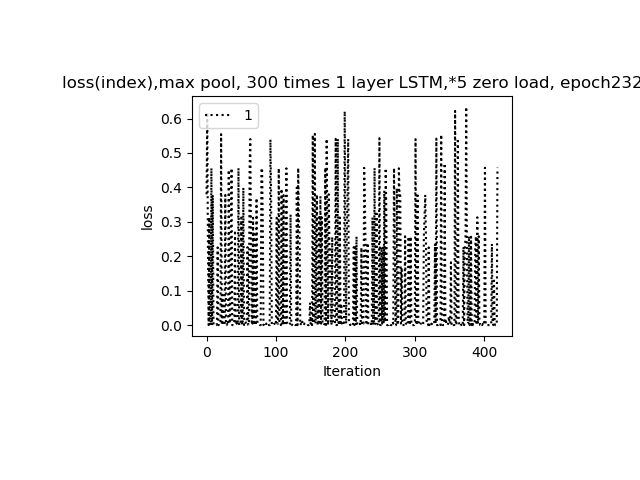 loss(index),max pool, 300 times 1 layer LSTM,*5 zero load, epoch232
1
0.6
0.5
0.4
0.3
0.2
0.1
0.0
loss
0 100 200 300 400
Iteration